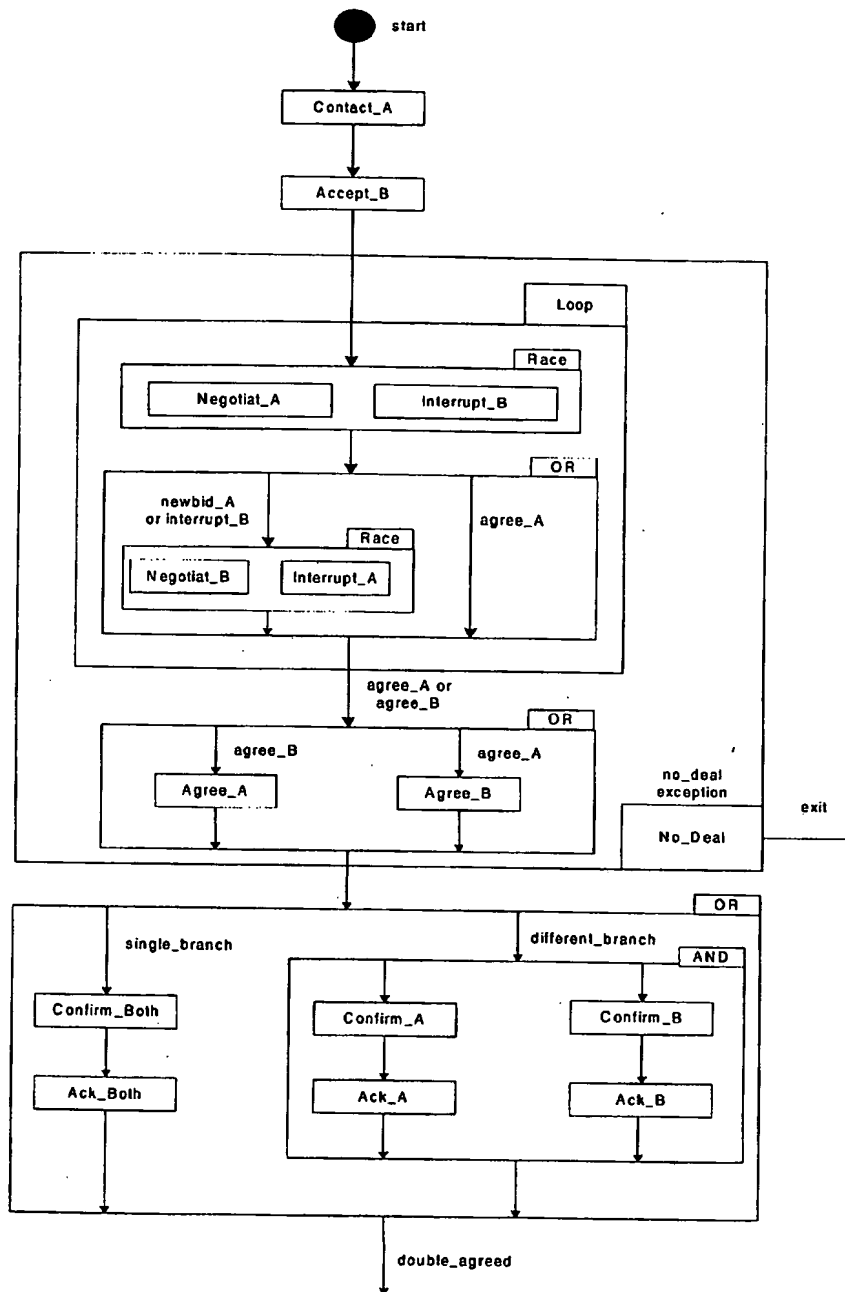 start
Contact_A
Accept_B
Loop
Race
Negotiat_A
Interrupt_B
OR
newbid_A
or interrupt_B
agree_A
Race
Negotiat_B
Interrupt_A
agree_A or
agree_B
OR
agree_B
agree_A
Agree_A
Agree_B
no_deal
exception
exit
No_Deal
OR
single_branch
different_branch
AND
Confirm_Both
Confirm_A
Confirm_B
Ack_Both
Ack_A
Ack_B
double_agreed